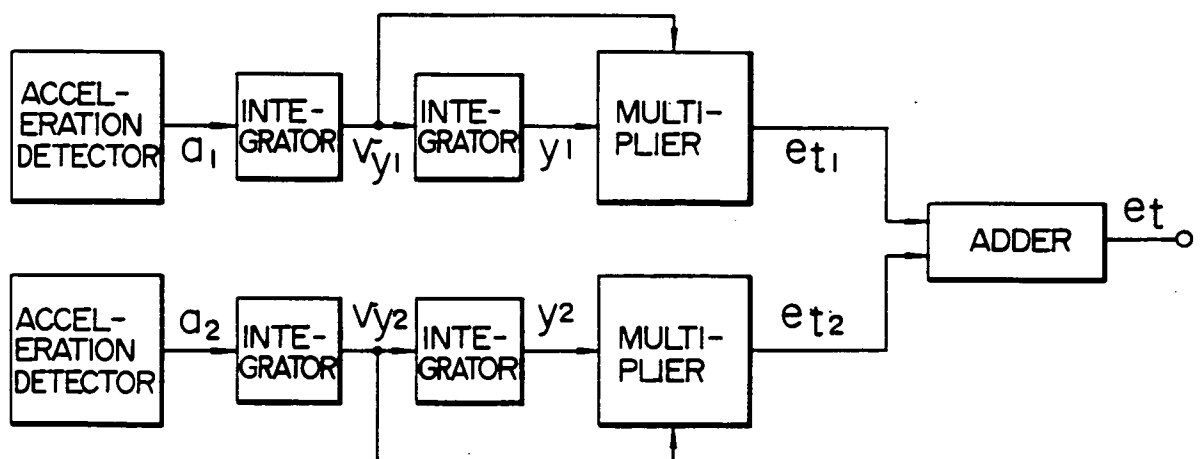 ACCEL-
ERATION
DETECTOR
a1
INTE-
GRATOR
vy1
INTE-
GRATOR
y1
MULTI-
PLIER
et1
ADDER
et
ACCEL-
ERATION
DETECTOR
a2
INTE-
GRATOR
vy2
INTE-
GRATOR
y2
MULTI-
PLIER
et2